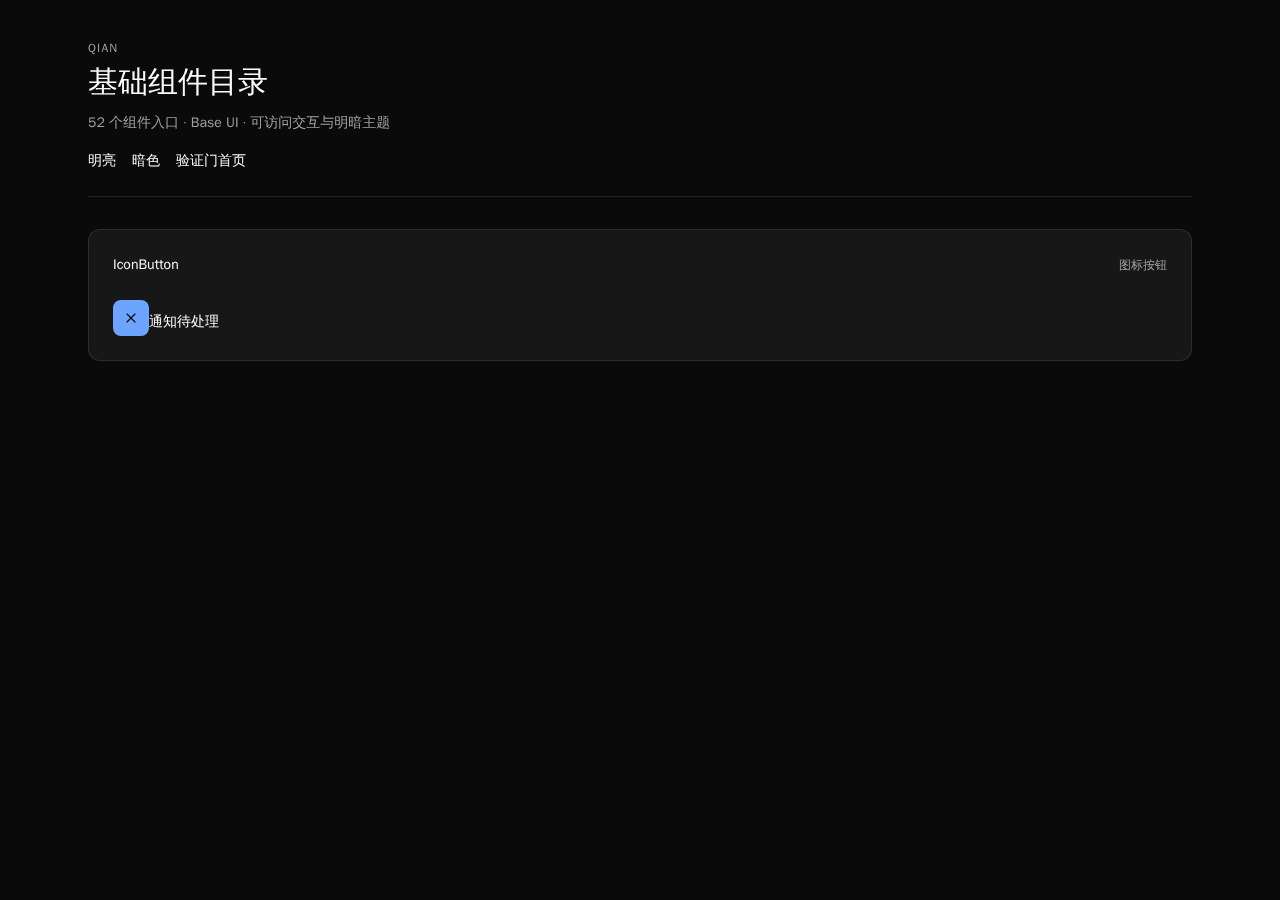 QIAN
基础组件目录
52 个组件入口 · Base UI · 可访问交互与明暗主题
明亮 暗色 验证门首页
IconButton 图标按钮
通知待处理